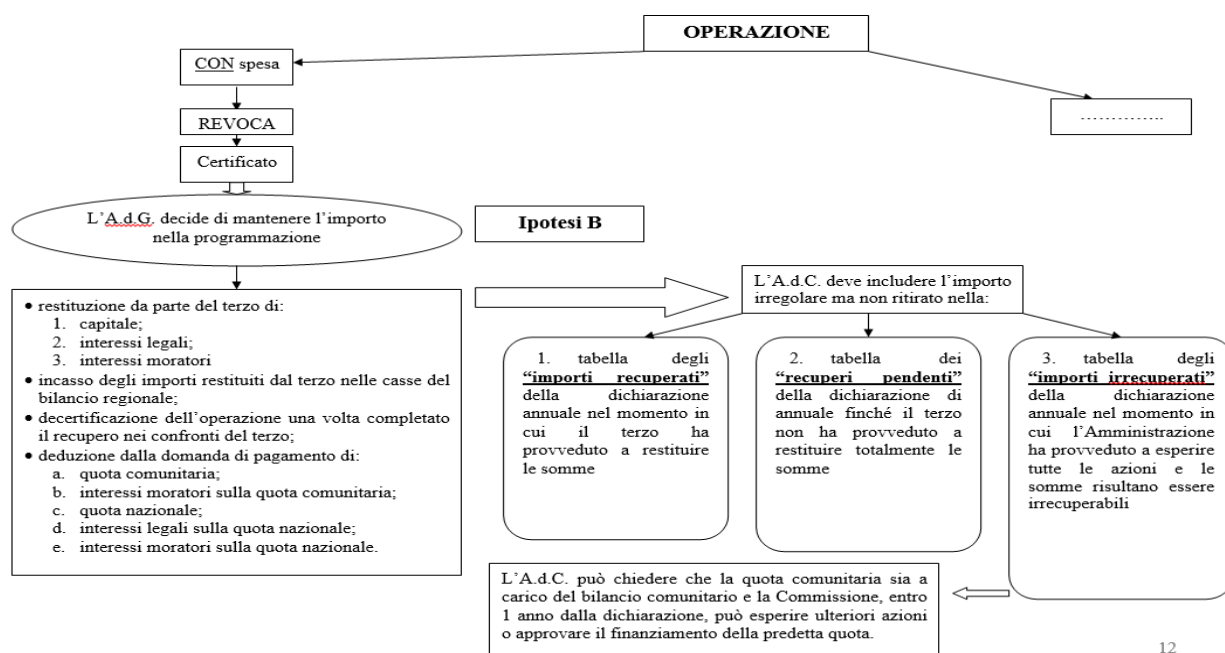 OPERAZIONE
CON spesa
…………..
REVOCA
Certificato
L’A.d.G. decide di mantenere l’importo
nella programmazione
Ipotesi B
• restituzione da parte del terzo di:
1. capitale;
2. interessi legali;
3. interessi moratori
• incasso degli importi restituiti dal terzo nelle casse del
bilancio regionale;
• decertificazione dell’operazione una volta completato
il recupero nei confronti del terzo;
• deduzione dalla domanda di pagamento di:
a. quota comunitaria;
b. interessi moratori sulla quota comunitaria;
c. quota nazionale;
d. interessi legali sulla quota nazionale;
e. interessi moratori sulla quota nazionale.
L’A.d.C. deve includere l’importo
irregolare ma non ritirato nella:
1. tabella degli
“importi recuperati”
della dichiarazione
annuale nel momento in
cui il terzo ha
provveduto a restituire
le somme
2. tabella dei
“recuperi pendenti”
della dichiarazione di
annuale finché il terzo
non ha provveduto a
restituire totalmente le
somme
3. tabella degli
“importi irrecuperati”
della dichiarazione
annuale nel momento in
cui l’Amministrazione
ha provveduto a esperire
tutte le azioni e le
somme risultano essere
irrecuperabili
L’A.d.C. può chiedere che la quota comunitaria sia a
carico del bilancio comunitario e la Commissione, entro
1 anno dalla dichiarazione, può esperire ulteriori azioni
o approvare il finanziamento della predetta quota.
12